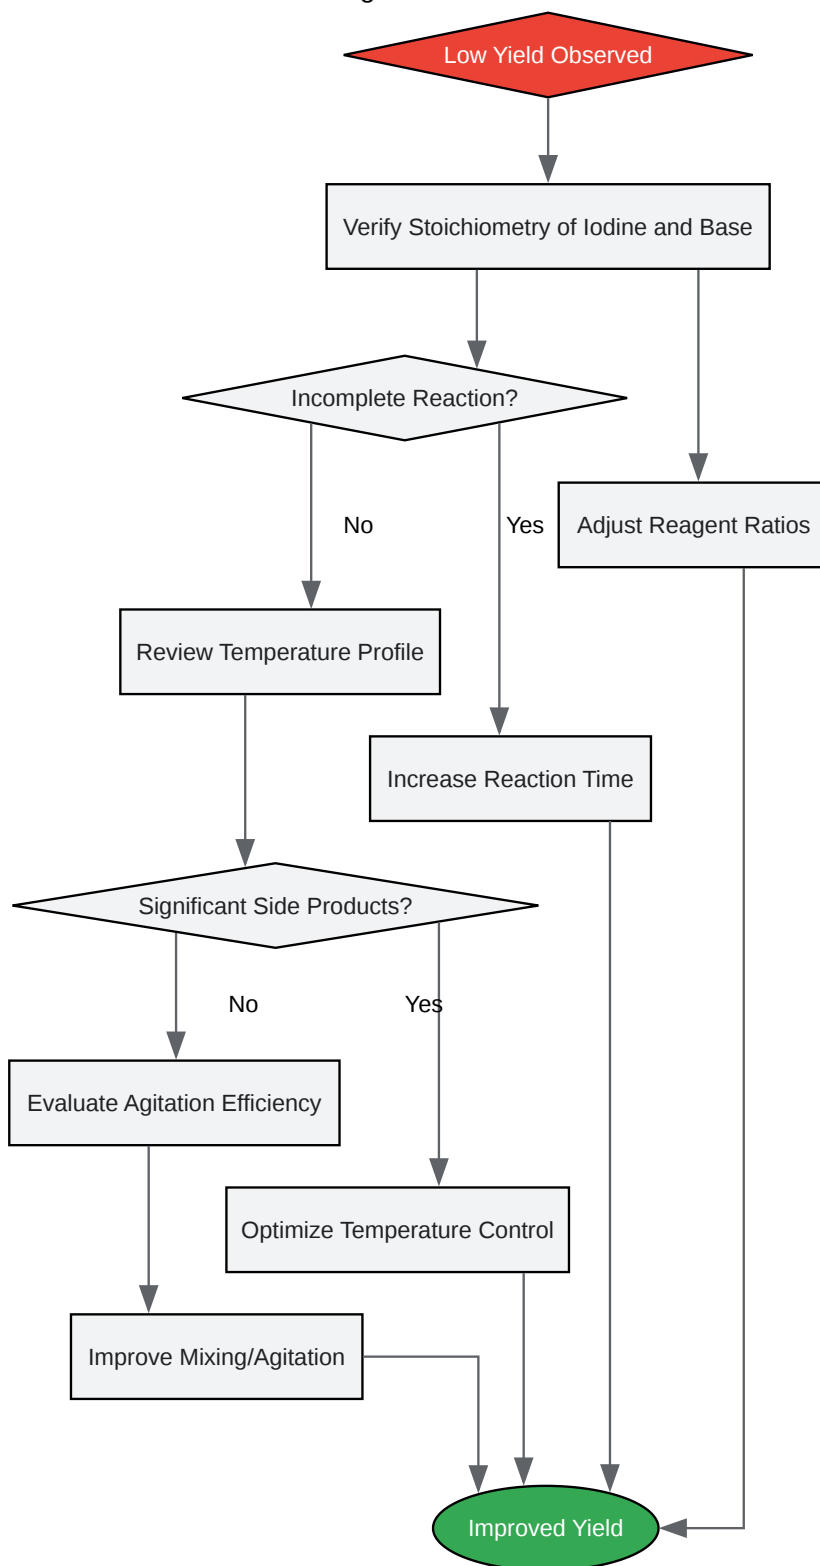 Low Yield Observed
Verify Stoichiometry of Iodine and Base
Incomplete Reaction?
No
Yes
Adjust Reagent Ratios
Review Temperature Profile
Increase Reaction Time
Significant Side Products?
No
Yes
Evaluate Agitation Efficiency
Optimize Temperature Control
Improve Mixing/Agitation
Improved Yield